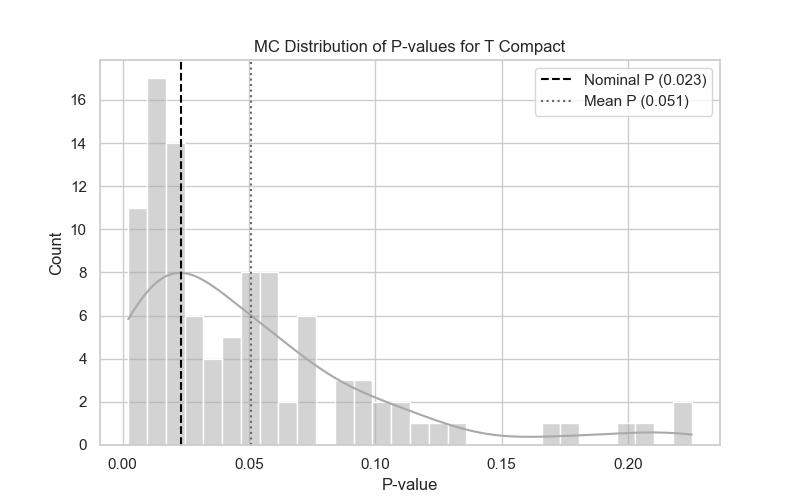 MC Distribution of P-values for T Compact
Nominal P (0.023)
Mean P (0.051)
Count
16
14
12
10
8
6
4
2
0
0.00 0.05 0.10 0.15 0.20
P-value